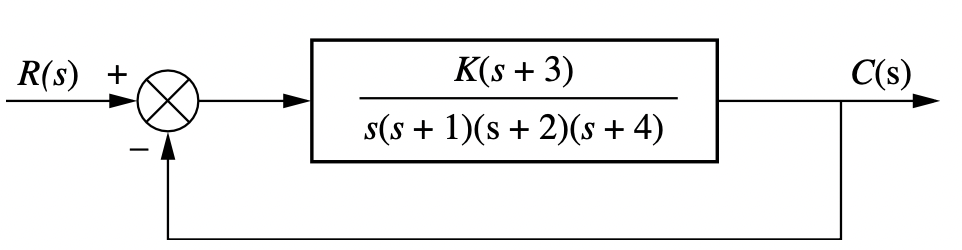 R(s) + K(s + 3) C(s)
s(s + 1)(s + 2)(s + 4)
−